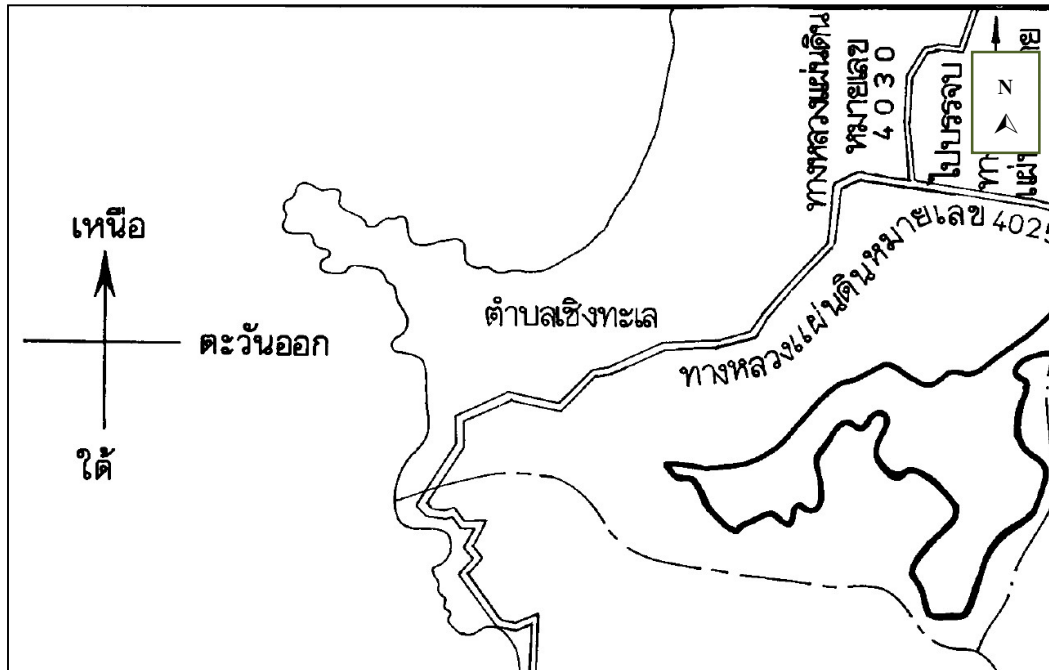 ทางหลวงแผ่นดิน
หมายเลข
4030
ไปบรรจบ
N
เหนือ
ตะวันออก
ใต้
ตำบลเชิงทะเล
ทางหลวงแผ่นดินหมายเลข 4025